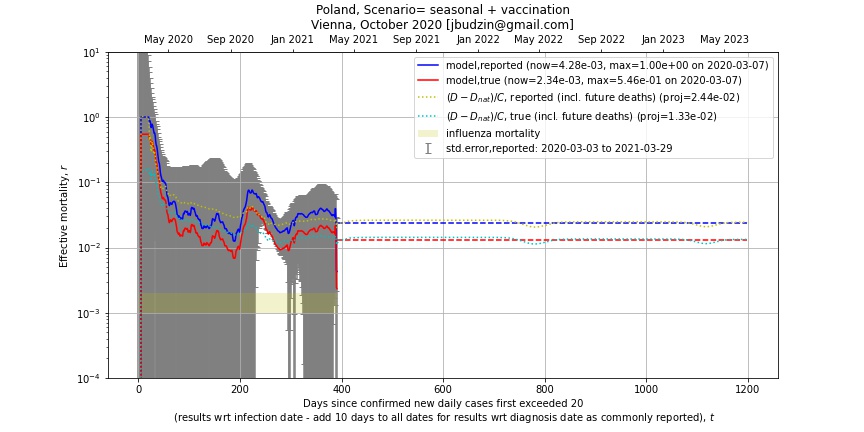 Poland, Scenario= seasonal + vaccination
Vienna, October 2020 [jbudzin@gmail.com]
May 2020 Sep 2020 Jan 2021 May 2021 Sep 2021 Jan 2022 May 2022 Sep 2022 Jan 2023 May 2023
model,reported (now=4.28e-03, max=1.00e+00 on 2020-03-07)
model,true (now=2.34e-03, max=5.46e-01 on 2020-03-07)
(D − D_nat)/C, reported (incl. future deaths) (proj=2.44e-02)
(D − D_nat)/C, true (incl. future deaths) (proj=1.33e-02)
influenza mortality
std.error,reported: 2020-03-03 to 2021-03-29
Effective mortality, r
10¹
10⁰
10⁻¹
10⁻²
10⁻³
10⁻⁴
0 200 400 600 800 1000 1200
Days since confirmed new daily cases first exceeded 20
(results wrt infection date - add 10 days to all dates for results wrt diagnosis date as commonly reported), t